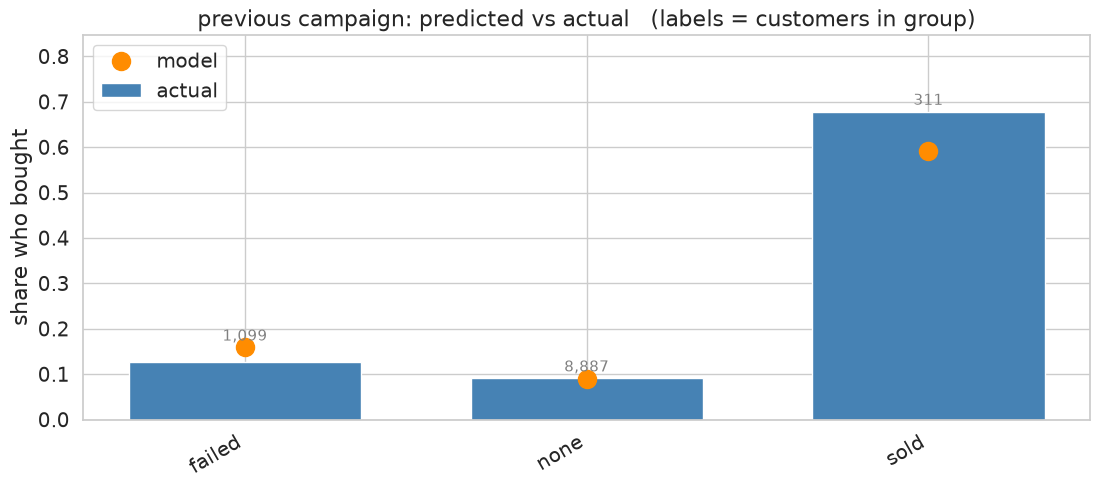 previous campaign: predicted vs actual   (labels = customers in group)
share who bought
0.8
0.7
0.6
0.5
0.4
0.3
0.2
0.1
0.0
model
actual
1,099
8,887
311
failed
none
sold